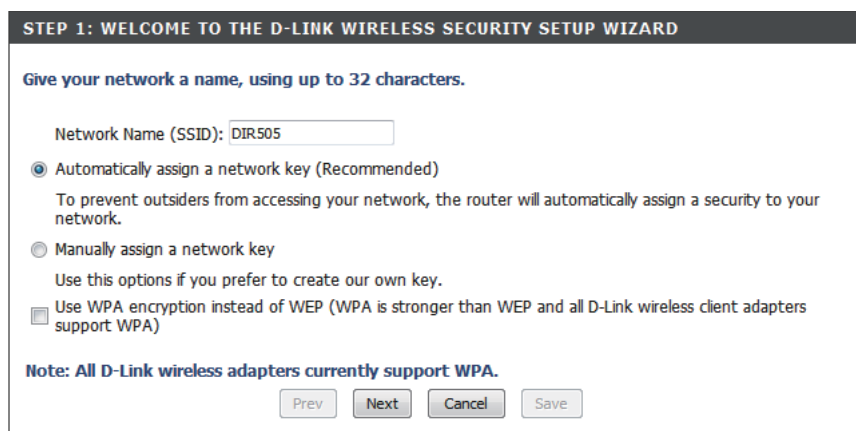 STEP 1: WELCOME TO THE D-LINK WIRELESS SECURITY SETUP WIZARD
Give your network a name, using up to 32 characters.
Network Name (SSID): DIR505
Automatically assign a network key (Recommended)
To prevent outsiders from accessing your network, the router will automatically assign a security to your
network.
Manually assign a network key
Use this options if you prefer to create our own key.
Use WPA encryption instead of WEP (WPA is stronger than WEP and all D-Link wireless client adapters
support WPA)
Note: All D-Link wireless adapters currently support WPA.
Prev Next Cancel Save